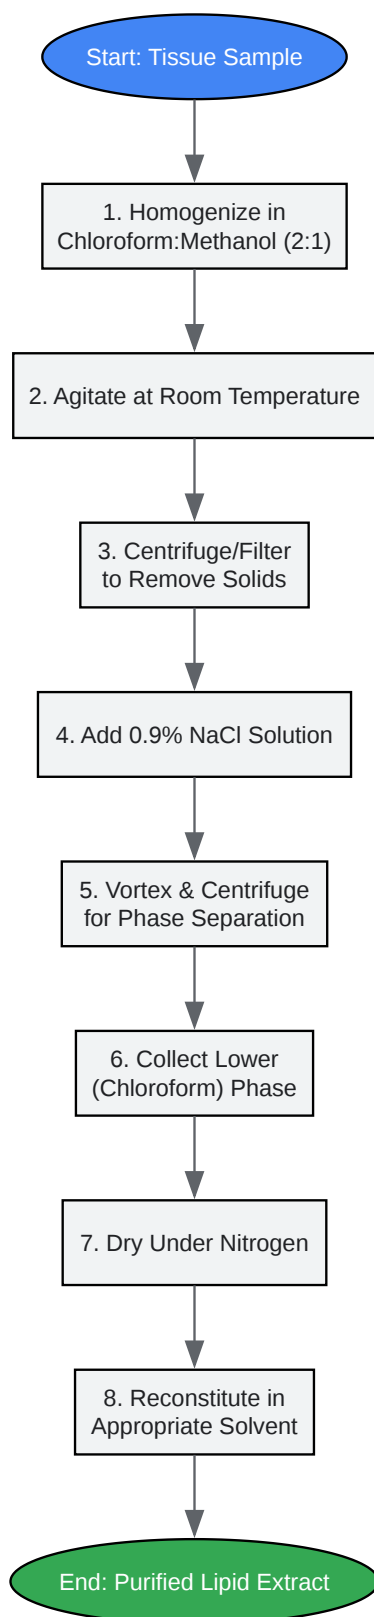 Start: Tissue Sample
1. Homogenize in
Chloroform:Methanol (2:1)
2. Agitate at Room Temperature
3. Centrifuge/Filter
to Remove Solids
4. Add 0.9% NaCl Solution
5. Vortex & Centrifuge
for Phase Separation
6. Collect Lower
(Chloroform) Phase
7. Dry Under Nitrogen
8. Reconstitute in
Appropriate Solvent
End: Purified Lipid Extract